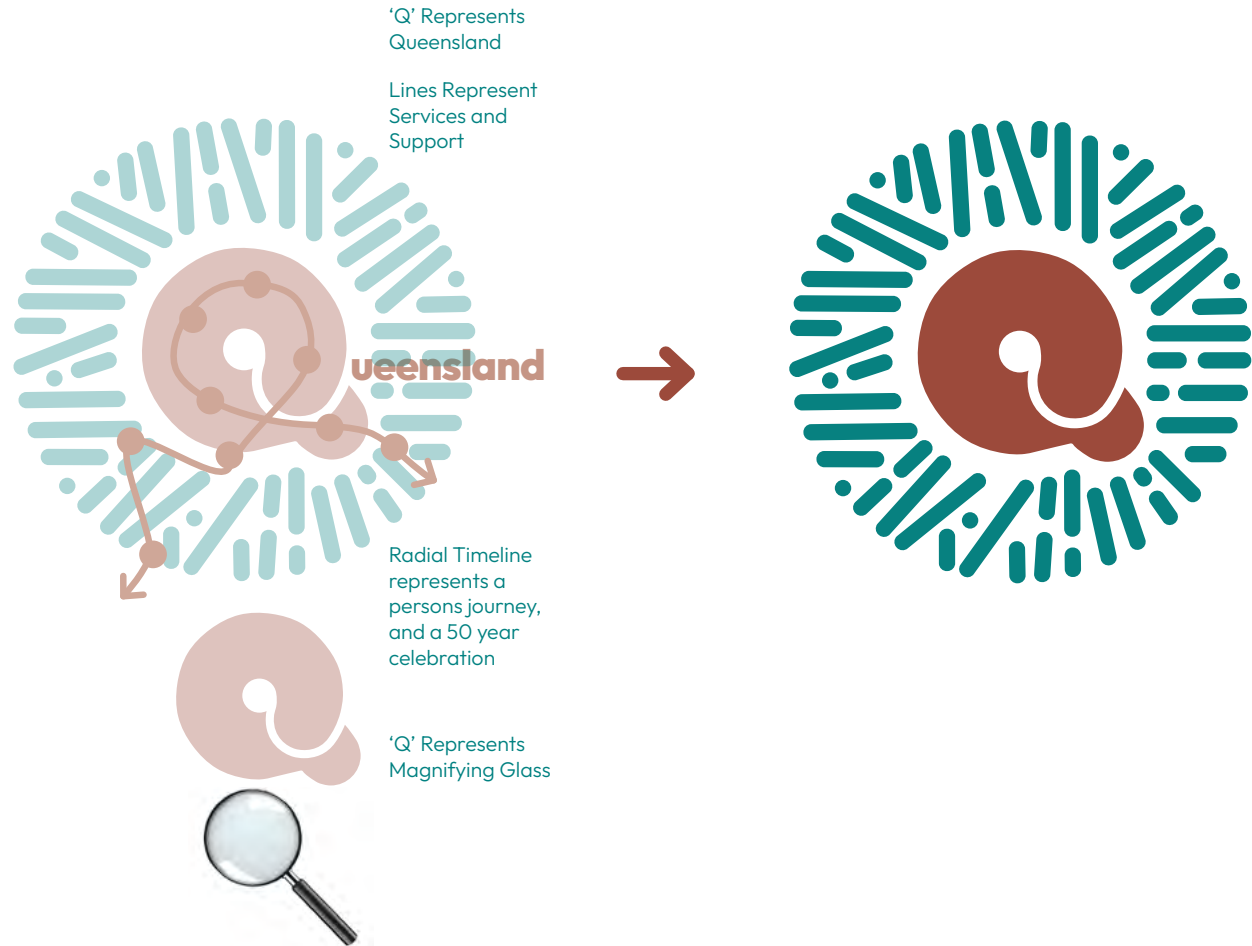 ‘Q’ Represents
Queensland
Lines Represent
Services and
Support
ueensland
Radial Timeline
represents a
persons journey,
and a 50 year
celebration
‘Q’ Represents
Magnifying Glass